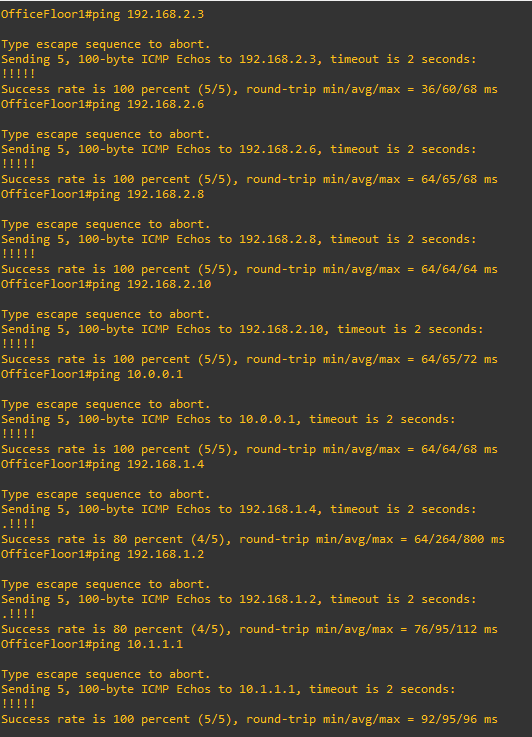 OfficeFloor1#ping 192.168.2.3
Type escape sequence to abort.
Sending 5, 100-byte ICMP Echos to 192.168.2.3, timeout is 2 seconds:
!!!!!
Success rate is 100 percent (5/5), round-trip min/avg/max = 36/60/68 ms
OfficeFloor1#ping 192.168.2.6
Type escape sequence to abort.
Sending 5, 100-byte ICMP Echos to 192.168.2.6, timeout is 2 seconds:
!!!!!
Success rate is 100 percent (5/5), round-trip min/avg/max = 64/65/68 ms
OfficeFloor1#ping 192.168.2.8
Type escape sequence to abort.
Sending 5, 100-byte ICMP Echos to 192.168.2.8, timeout is 2 seconds:
!!!!!
Success rate is 100 percent (5/5), round-trip min/avg/max = 64/64/64 ms
OfficeFloor1#ping 192.168.2.10
Type escape sequence to abort.
Sending 5, 100-byte ICMP Echos to 192.168.2.10, timeout is 2 seconds:
!!!!!
Success rate is 100 percent (5/5), round-trip min/avg/max = 64/65/72 ms
OfficeFloor1#ping 10.0.0.1
Type escape sequence to abort.
Sending 5, 100-byte ICMP Echos to 10.0.0.1, timeout is 2 seconds:
!!!!!
Success rate is 100 percent (5/5), round-trip min/avg/max = 64/64/68 ms
OfficeFloor1#ping 192.168.1.4
Type escape sequence to abort.
Sending 5, 100-byte ICMP Echos to 192.168.1.4, timeout is 2 seconds:
.!!!!
Success rate is 80 percent (4/5), round-trip min/avg/max = 64/264/800 ms
OfficeFloor1#ping 192.168.1.2
Type escape sequence to abort.
Sending 5, 100-byte ICMP Echos to 192.168.1.2, timeout is 2 seconds:
.!!!!
Success rate is 80 percent (4/5), round-trip min/avg/max = 76/95/112 ms
OfficeFloor1#ping 10.1.1.1
Type escape sequence to abort.
Sending 5, 100-byte ICMP Echos to 10.1.1.1, timeout is 2 seconds:
!!!!!
Success rate is 100 percent (5/5), round-trip min/avg/max = 92/95/96 ms